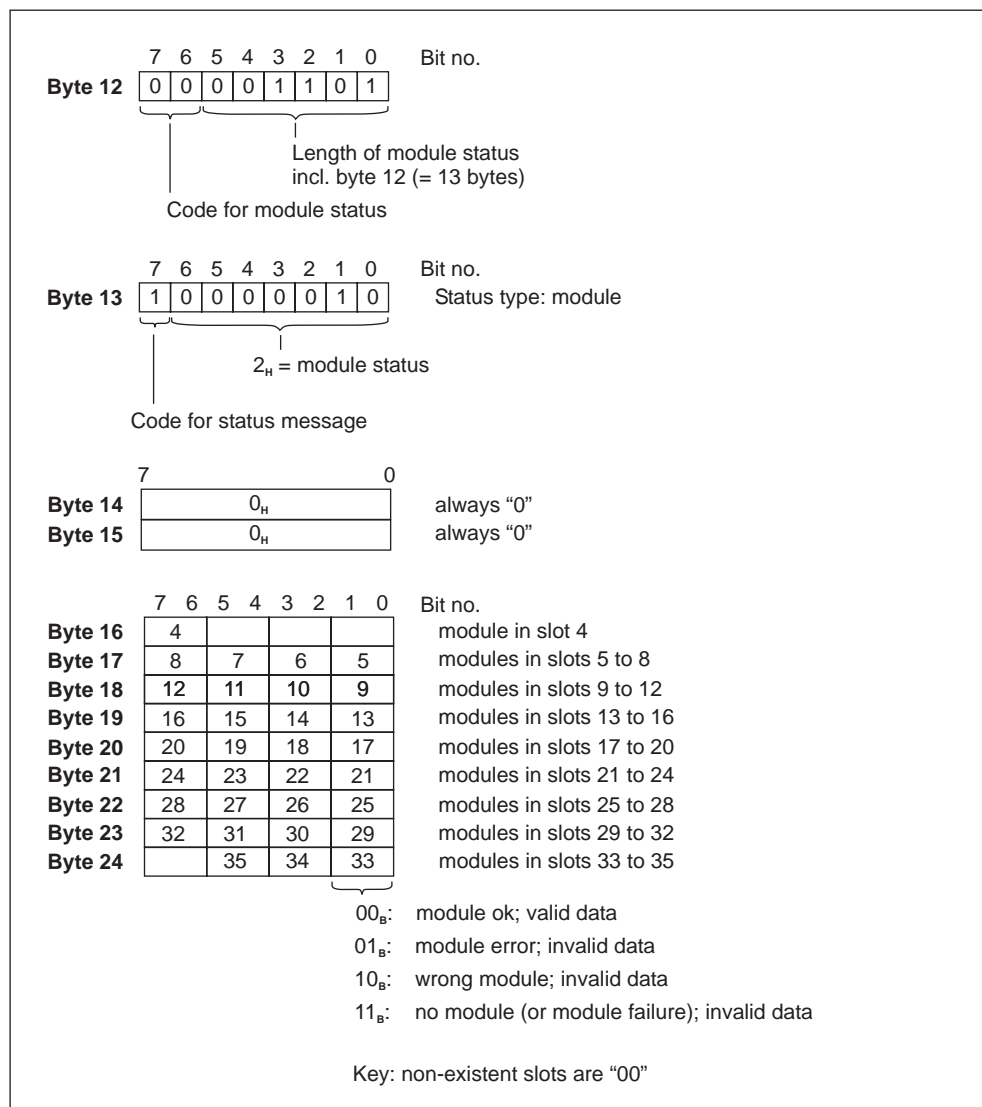 7 6 5 4 3 2 1 0 Bit no.
Byte 12 0 0 0 0 1 1 0 1
Length of module status
incl. byte 12 (= 13 bytes)
Code for module status
7 6 5 4 3 2 1 0 Bit no.
Byte 13 1 0 0 0 0 0 1 0 Status type: module
2H = module status
Code for status message
7 0
Byte 14 0H always “0”
Byte 15 0H always “0”
7 6 5 4 3 2 1 0 Bit no.
Byte 16 4 module in slot 4
Byte 17 8 7 6 5 modules in slots 5 to 8
Byte 18 12 11 10 9 modules in slots 9 to 12
Byte 19 16 15 14 13 modules in slots 13 to 16
Byte 20 20 19 18 17 modules in slots 17 to 20
Byte 21 24 23 22 21 modules in slots 21 to 24
Byte 22 28 27 26 25 modules in slots 25 to 28
Byte 23 32 31 30 29 modules in slots 29 to 32
Byte 24 35 34 33 modules in slots 33 to 35
00B: module ok; valid data
01B: module error; invalid data
10B: wrong module; invalid data
11B: no module (or module failure); invalid data
Key: non-existent slots are “00”